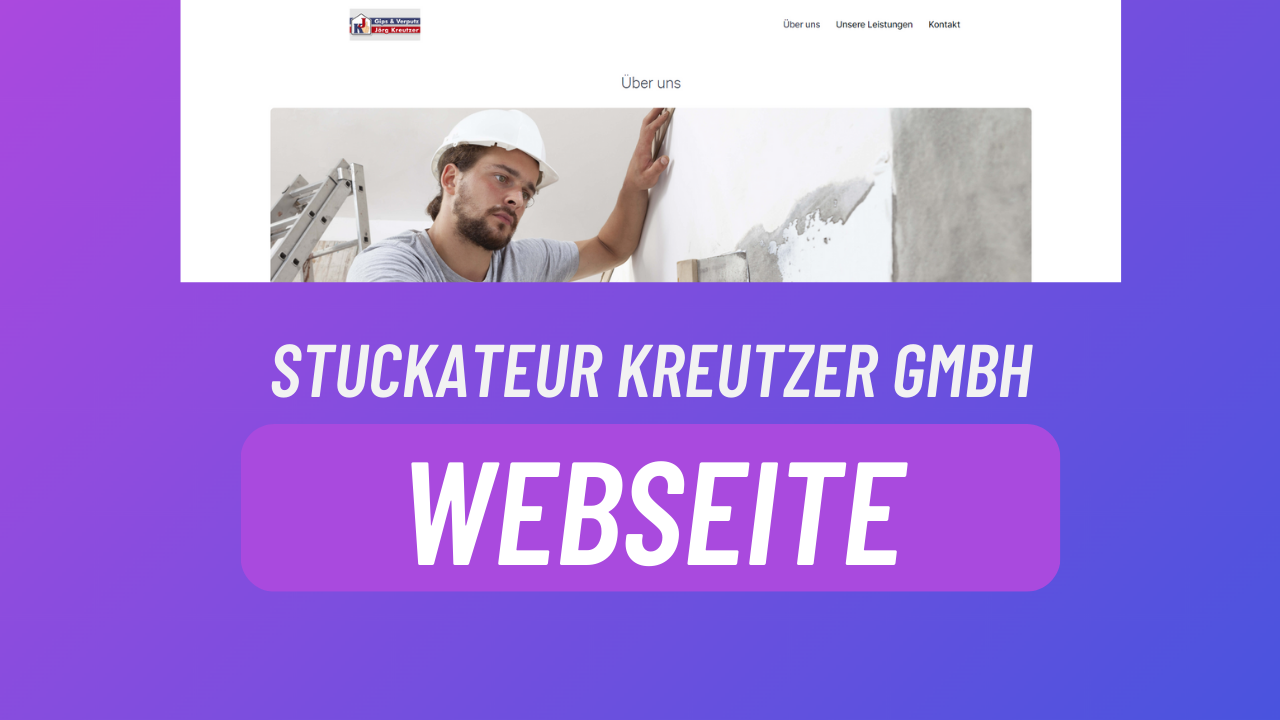 Gips & Verputz
Jörg Kreutzer
Über uns Unsere Leistungen Kontakt
Über uns
STUCKATEUR KREUTZER GMBH
WEBSEITE